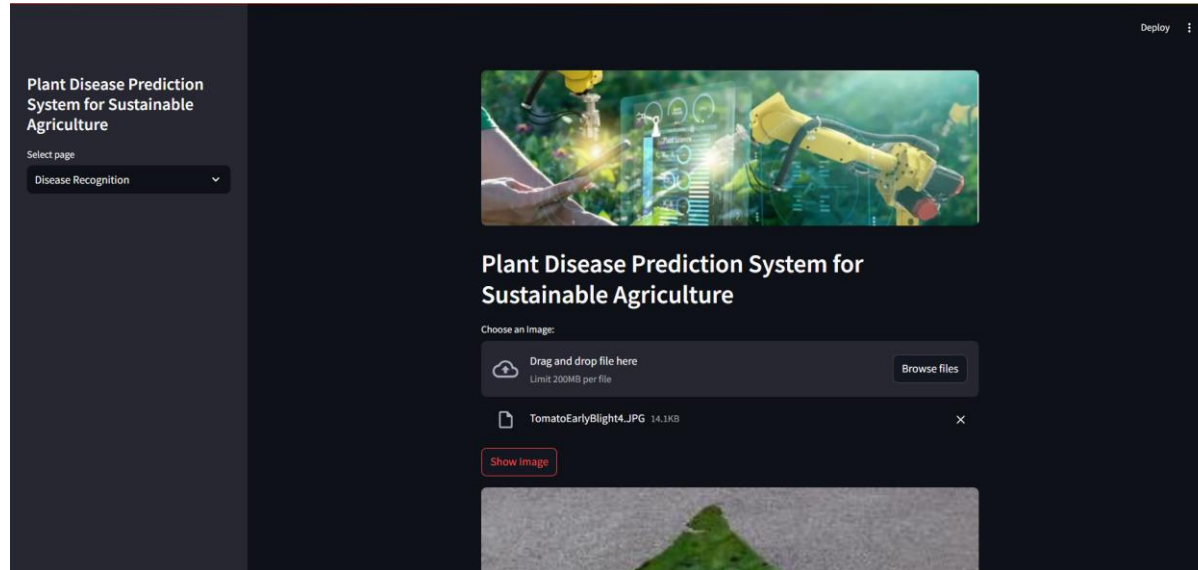 Deploy
Plant Disease Prediction
System for Sustainable
Agriculture
Select page
Disease Recognition
Plant Disease Prediction System for
Sustainable Agriculture
Choose an Image:
Drag and drop file here
Limit 200MB per file
Browse files
TomatoEarlyBlight4.JPG 14.1KB
Show Image